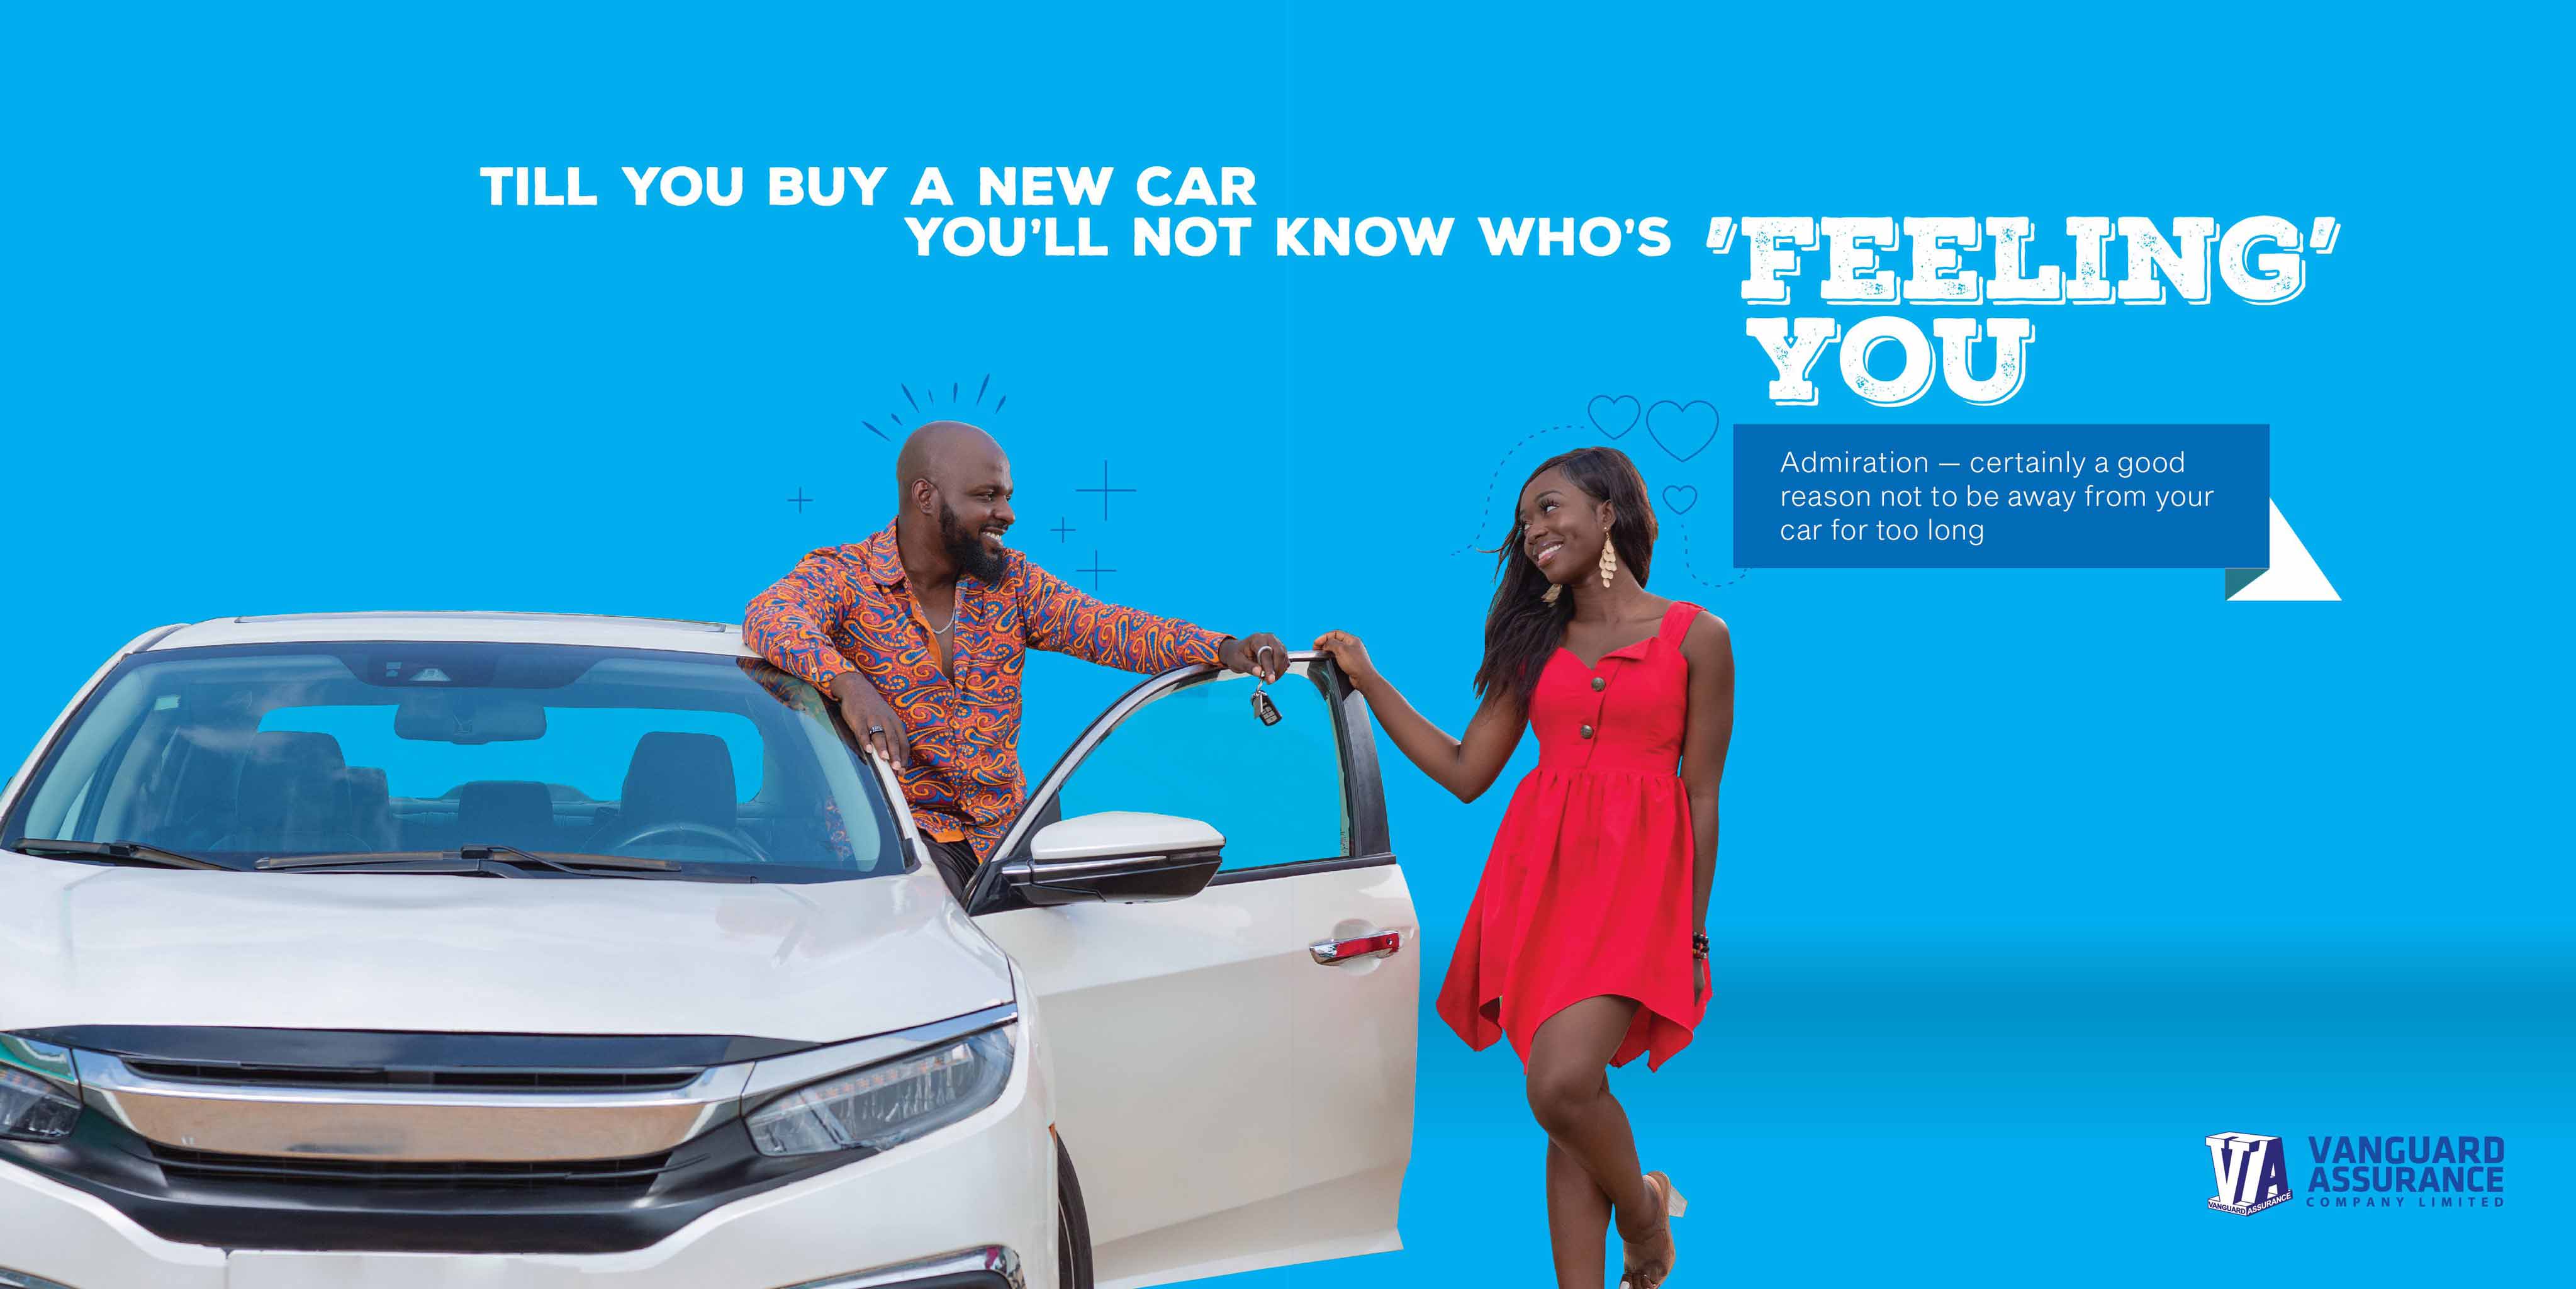 TILL YOU BUY A NEW CAR
YOU'LL NOT KNOW WHO'S 'FEELING'
YOU
Admiration — certainly a good
reason not to be away from your
car for too long
VA
VANGUARD ASSURANCE
VANGUARD
ASSURANCE
COMPANY LIMITED